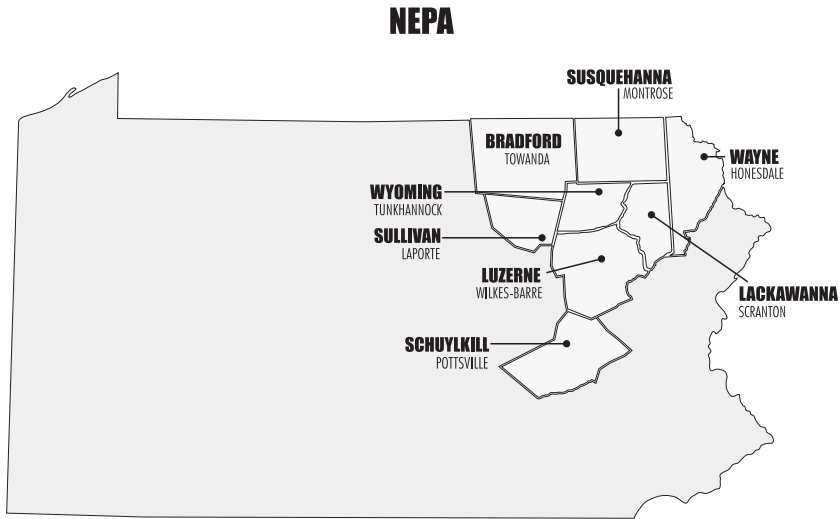 NEPA
SUSQUEHANNA
MONTROSE
BRADFORD
TOWANDA
WAYNE
HONESDALE
WYOMING
TUNKHANNOCK
SULLIVAN
LAPORTE
LUZERNE
WILKES-BARRE
LACKAWANNA
SCRANTON
SCHUYLKILL
POTTSVILLE